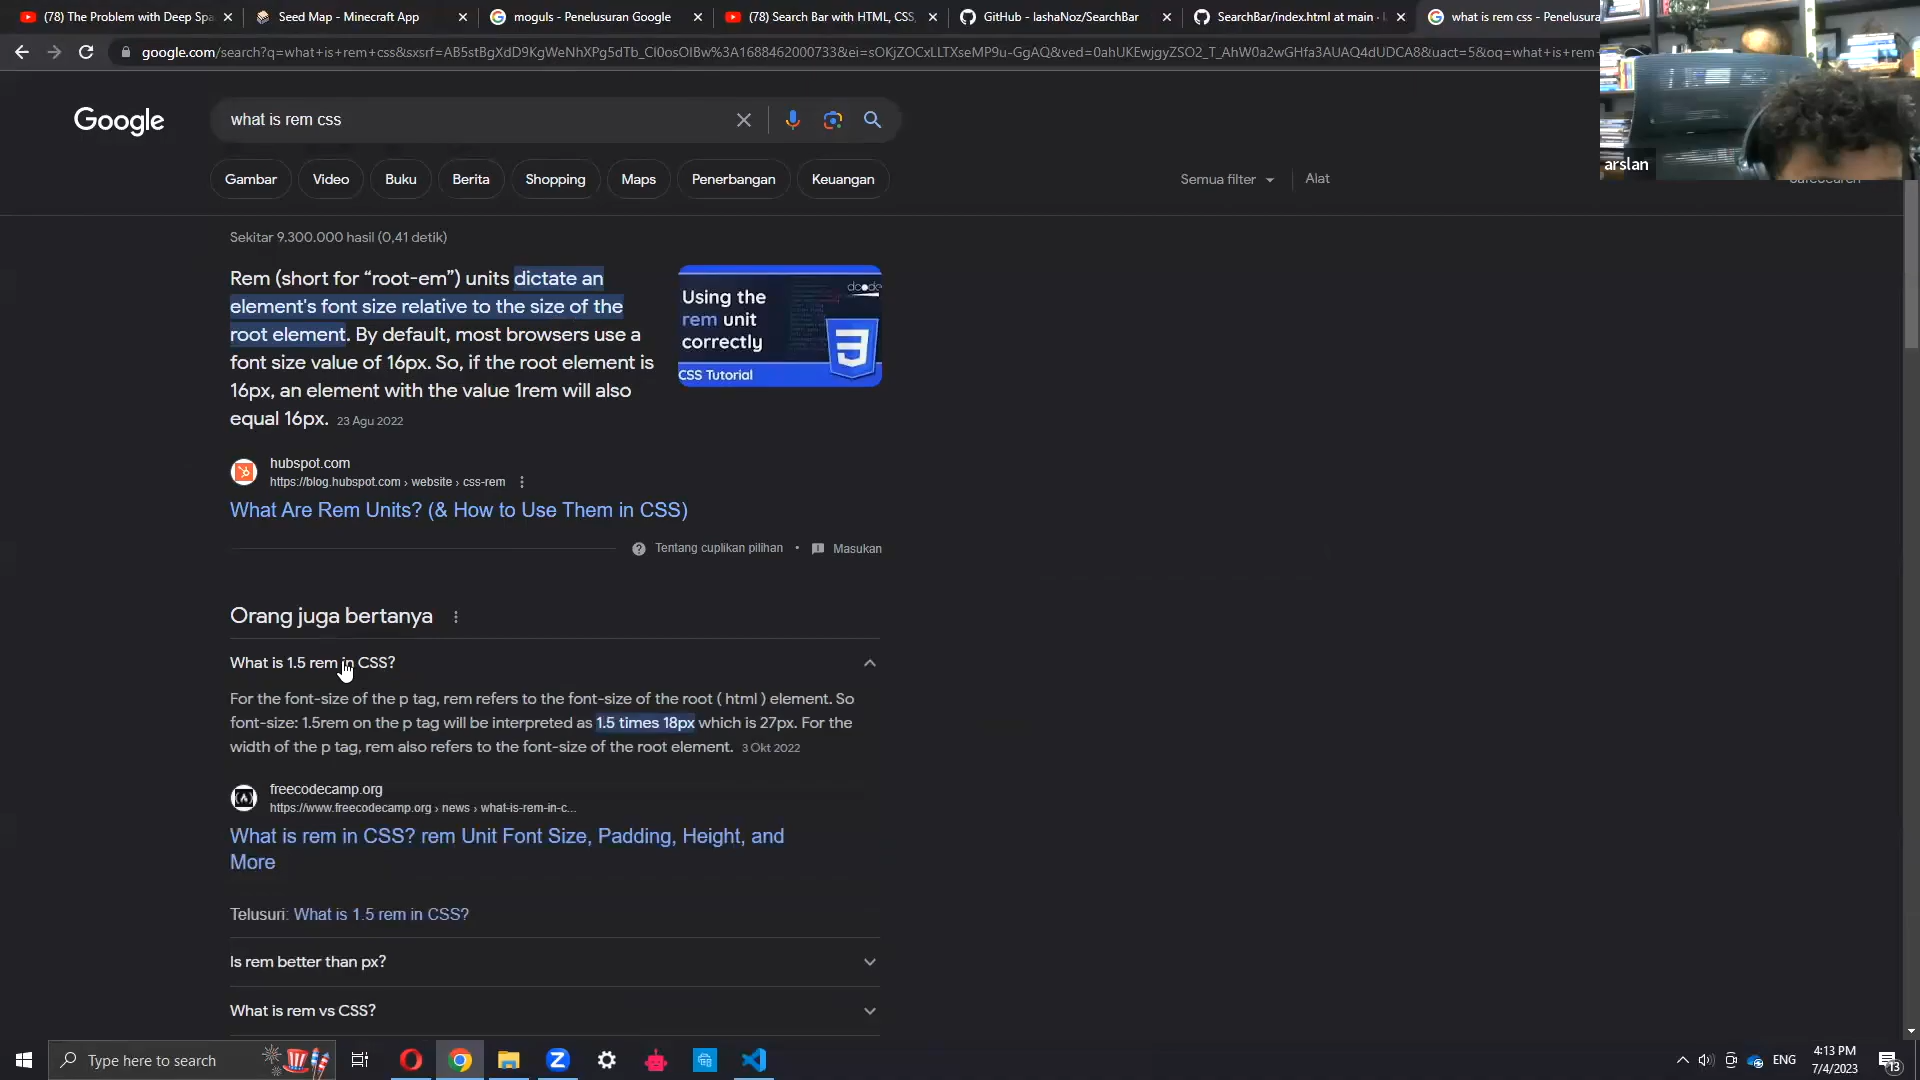 (78) The Problem with Deep Spa
Seed Map - Minecraft App
moguls - Penelusuran Google
(78) Search Bar with HTML, CSS,
GitHub - lashaNoz/SearchBar
SearchBar/index.html at main · l
what is rem css - Penelusura
google.com/search?q=what+is+rem+css&sxsrf=AB5stBgXdD9KgWeNhXPg5dTb_CI0osOIBw%3A1688462000733&ei=sOKjZOCxLLTXseMP9u-GgAQ&ved=0ahUKEwjgyZSO2_T_AhW0a2wGHfa3AUAQ4dUDCA8&uact=5&oq=what+is+rem+
arslan
Google
what is rem css
Gambar
Video
Buku
Berita
Shopping
Maps
Penerbangan
Keuangan
Semua filter
Alat
Sekitar 9.300.000 hasil (0,41 detik)
Rem (short for “root-em”) units dictate an
element's font size relative to the size of the
root element. By default, most browsers use a
font size value of 16px. So, if the root element is
16px, an element with the value 1rem will also
equal 16px. 23 Agu 2022
Using the
rem unit
correctly
dcode
CSS Tutorial
hubspot.com
https://blog.hubspot.com › website › css-rem
What Are Rem Units? (& How to Use Them in CSS)
Tentang cuplikan pilihan • Masukan
Orang juga bertanya
What is 1.5 rem in CSS?
For the font-size of the p tag, rem refers to the font-size of the root ( html ) element. So
font-size: 1.5rem on the p tag will be interpreted as 1.5 times 18px which is 27px. For the
width of the p tag, rem also refers to the font-size of the root element. 3 Okt 2022
freecodecamp.org
https://www.freecodecamp.org › news › what-is-rem-in-c...
What is rem in CSS? rem Unit Font Size, Padding, Height, and
More
Telusuri: What is 1.5 rem in CSS?
Is rem better than px?
What is rem vs CSS?
Type here to search
ENG
4:13 PM
7/4/2023
13